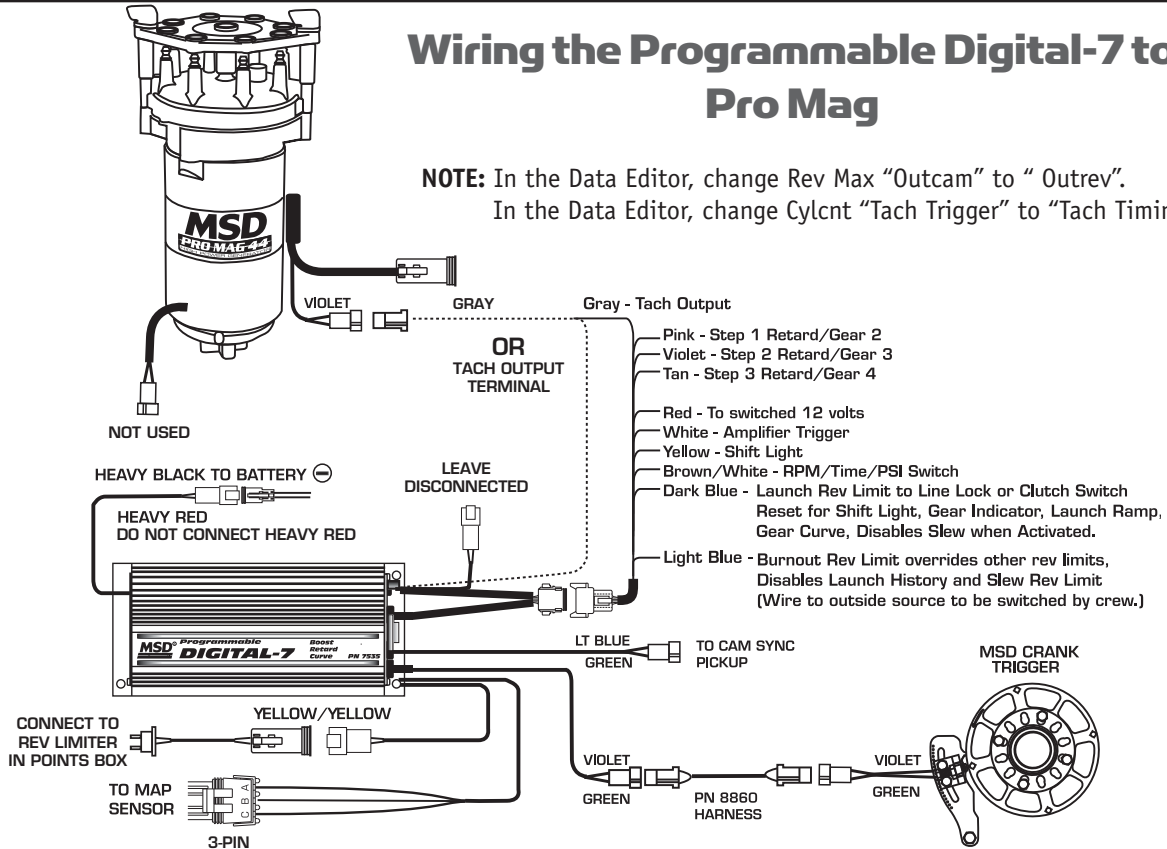 Wiring the Programmable Digital-7 to
Pro Mag
NOTE: In the Data Editor, change Rev Max “Outcam” to “ Outrev”.
In the Data Editor, change Cylcnt “Tach Trigger” to “Tach Timin
MSD
PRO MAG 44
VIOLET
GRAY
Gray - Tach Output
OR
TACH OUTPUT
TERMINAL
Pink - Step 1 Retard/Gear 2
Violet - Step 2 Retard/Gear 3
Tan - Step 3 Retard/Gear 4
Red - To switched 12 volts
White - Amplifier Trigger
Yellow - Shift Light
Brown/White - RPM/Time/PSI Switch
Dark Blue - Launch Rev Limit to Line Lock or Clutch Switch
Reset for Shift Light, Gear Indicator, Launch Ramp,
Gear Curve, Disables Slew when Activated.
Light Blue - Burnout Rev Limit overrides other rev limits,
Disables Launch History and Slew Rev Limit
(Wire to outside source to be switched by crew.)
NOT USED
HEAVY BLACK TO BATTERY ⊖
HEAVY RED
DO NOT CONNECT HEAVY RED
LEAVE
DISCONNECTED
MSD® Programmable
DIGITAL-7
Boost
Retard
Curve PN 7535
LT BLUE
GREEN
TO CAM SYNC
PICKUP
MSD CRANK
TRIGGER
CONNECT TO
REV LIMITER
IN POINTS BOX
YELLOW/YELLOW
VIOLET
GREEN
PN 8860
HARNESS
VIOLET
GREEN
TO MAP
SENSOR
C B A
3-PIN